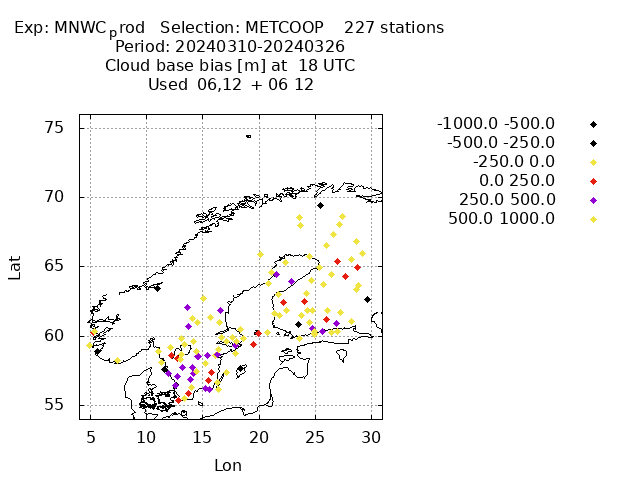 Exp: MNWCprod Selection: METCOOP 227 stations
Period: 20240310-20240326
Cloud base bias [m] at 18 UTC
Used 06,12 + 06 12
-1000.0 -500.0
-500.0 -250.0
-250.0 0.0
0.0 250.0
250.0 500.0
500.0 1000.0
75
70
65
60
55
Lat
5 10 15 20 25 30
Lon